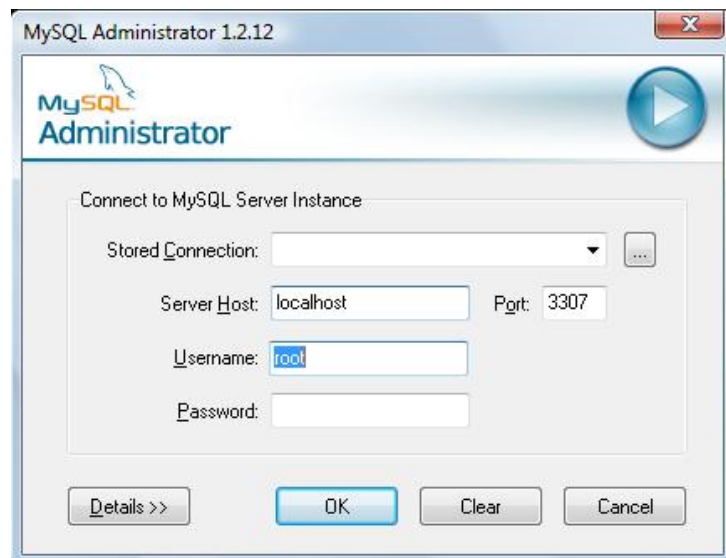 MySQL Administrator 1.2.12
X
MySQL
Administrator
Connect to MySQL Server Instance
Stored Connection:
...
Server Host: localhost Port: 3307
Username: root
Password:
Details >> OK Clear Cancel